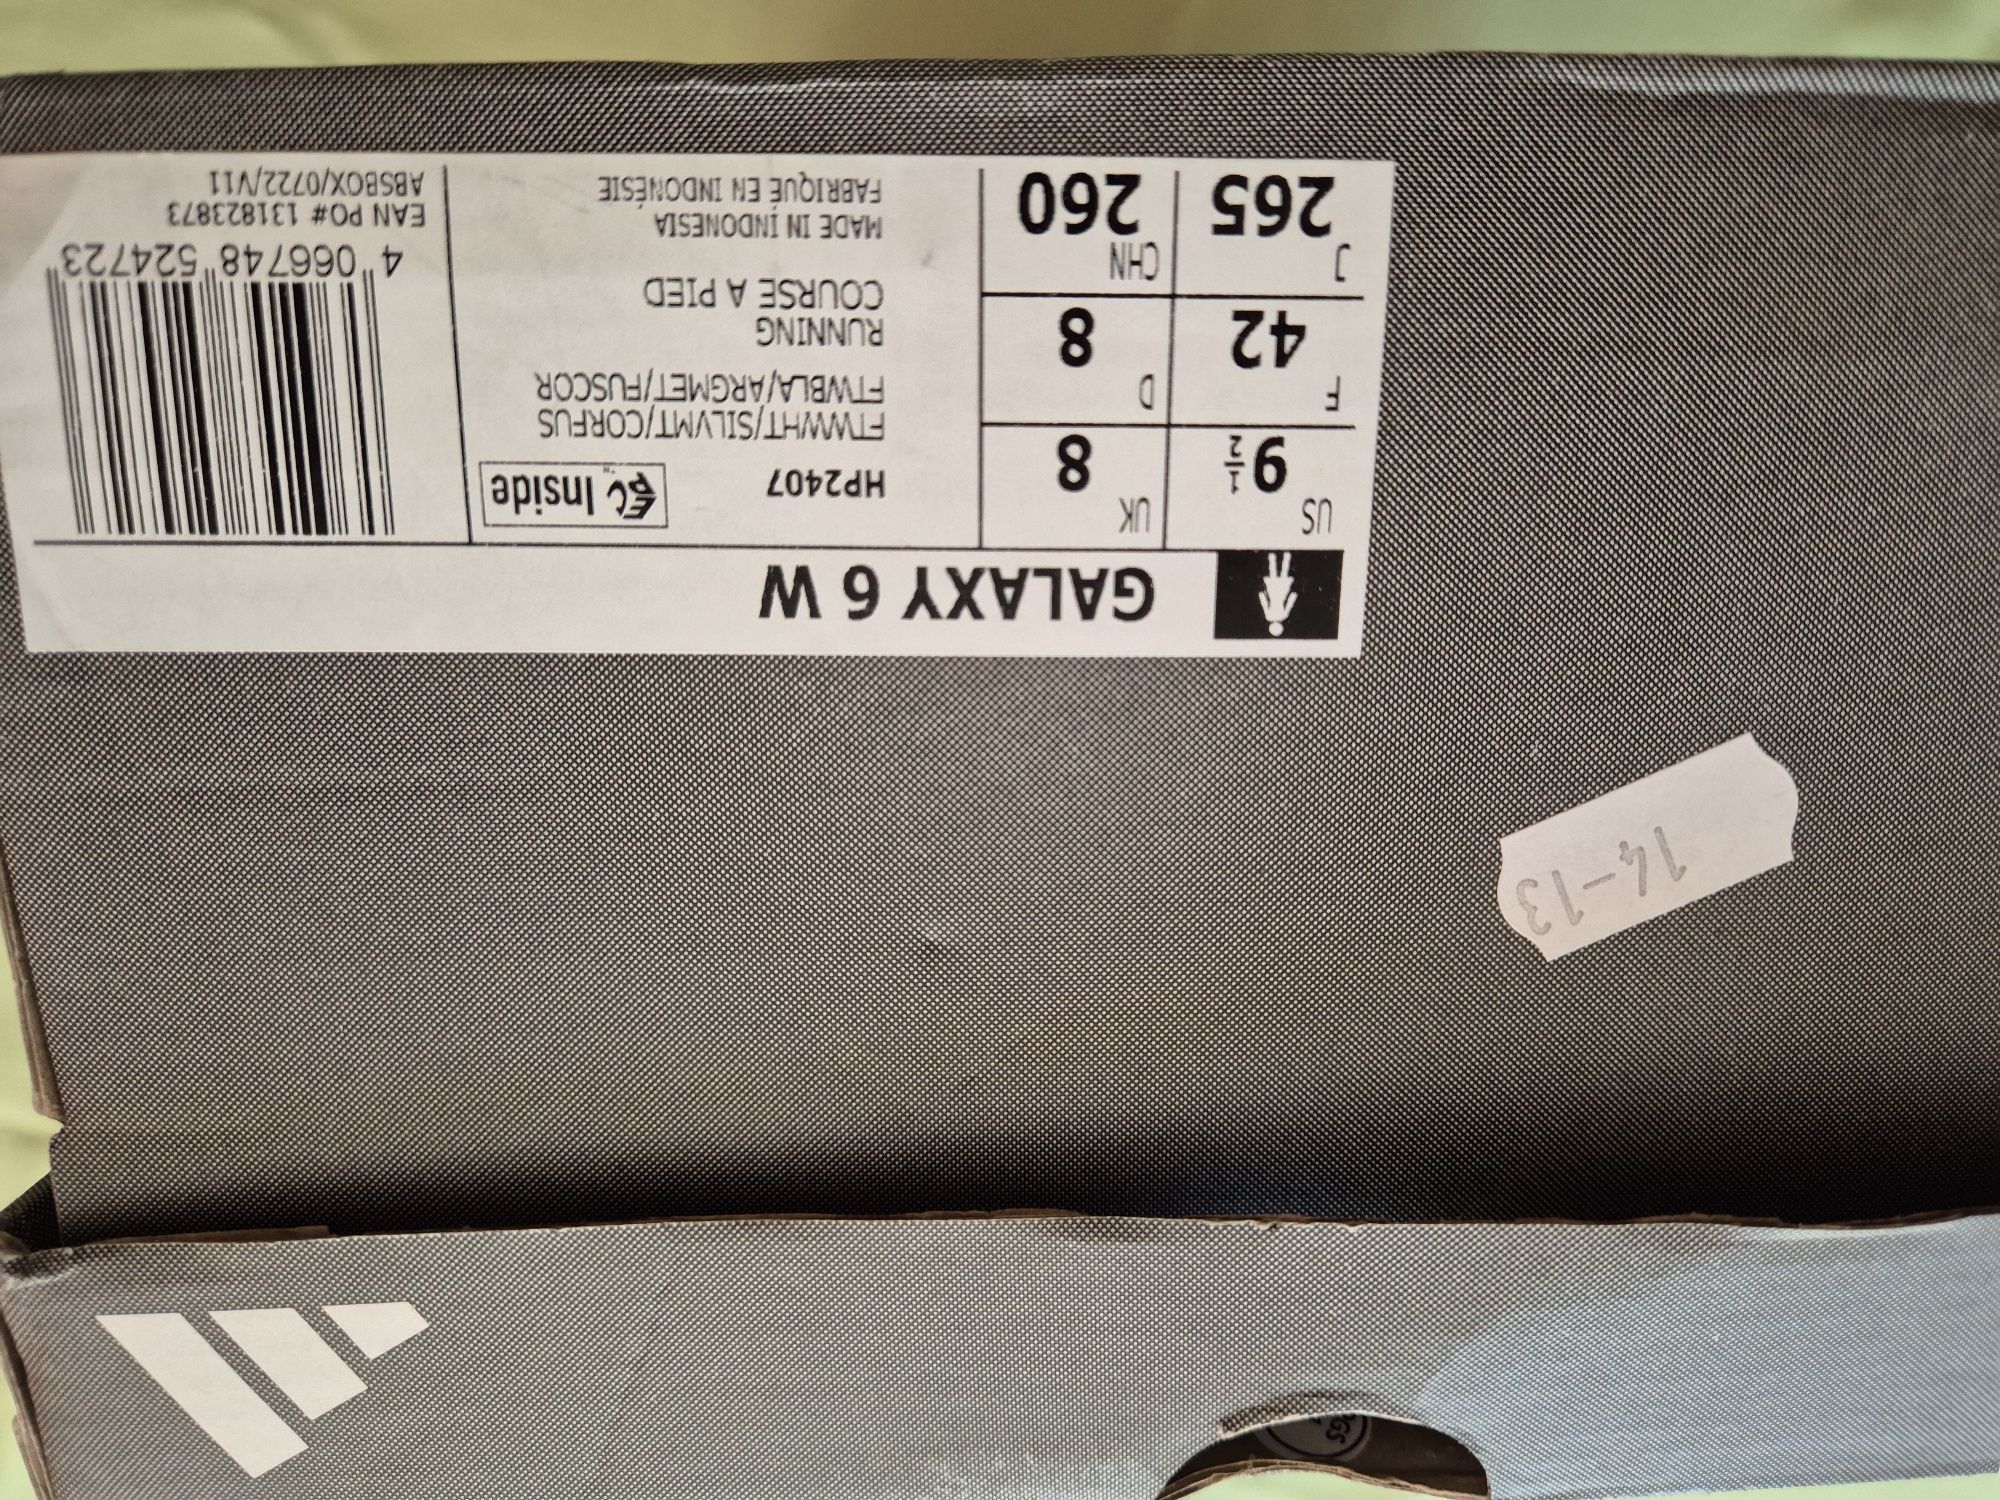 GALAXY 6 W
US
9 1/2
UK
8
F
42
D
8
J
265
CHN
260
HP2407
Inside
FTWWHT/SILVMT/CORFUS
FTWBLA/ARGMET/FUSCOR
RUNNING
COURSE A PIED
MADE IN INDONESIA
FABRIQUÉ EN INDONÉSIE
4 066748 524723
EAN PO# 131823873
ABSBOX/0722/V11
14-13